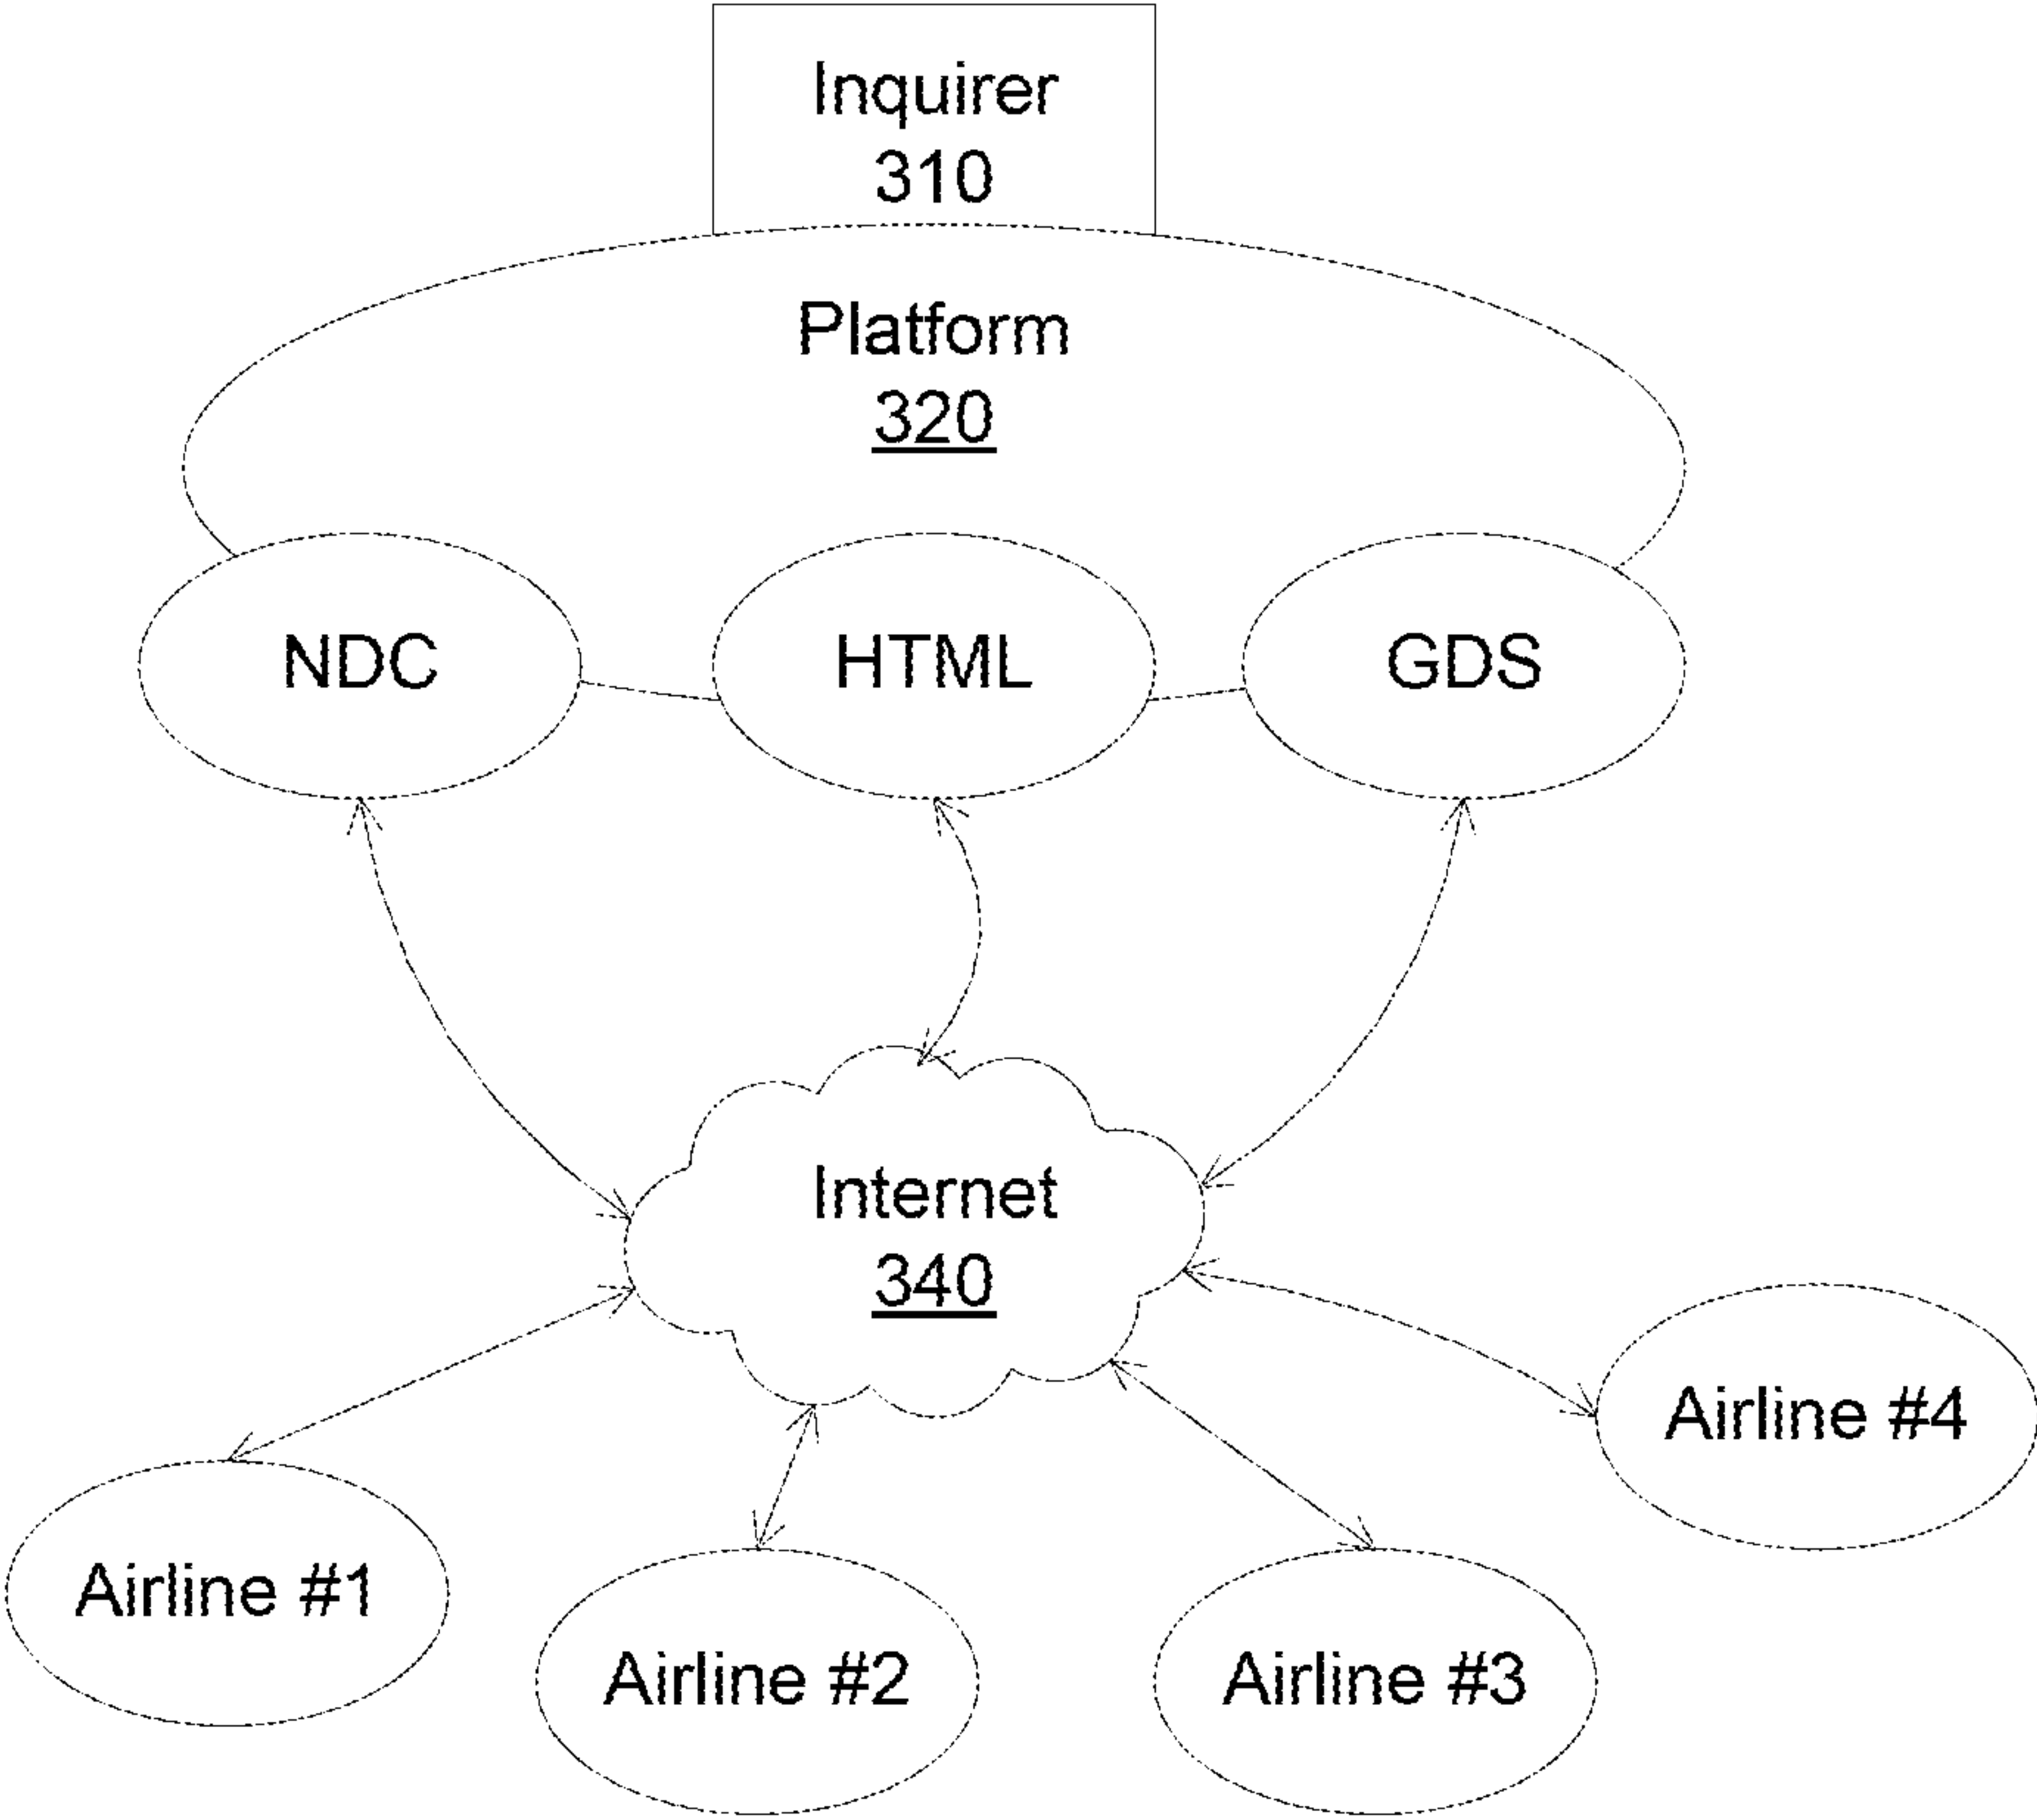 Inquirer
310
Platform
320
NDC
HTML
GDS
Internet
340
Airline #4
Airline #1
Airline #2
Airline #3